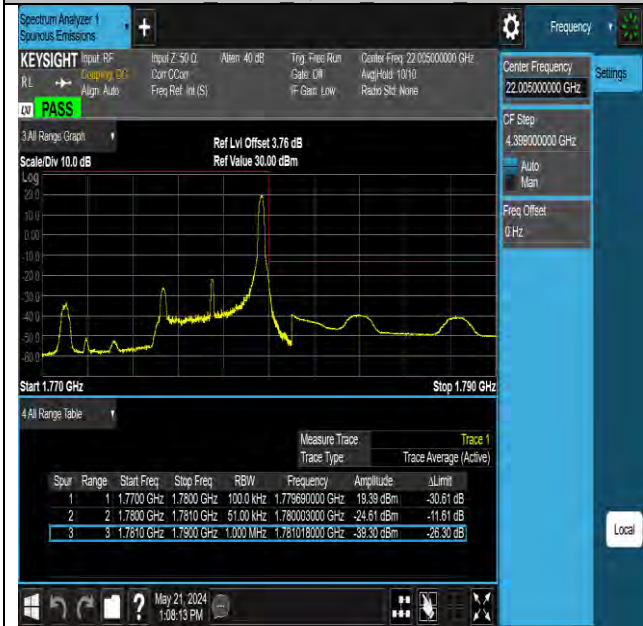 Spectrum Analyzer 1
Spurious Emissions
Frequency
KEYSIGHT Input: RF Input Z: 50 Ω Atten: 40 dB Trig: Free Run Center Freq: 22.005000000 GHz
RL Coupling: DC Corr CCorr Gate: Off Avg|Hold: 10/10
Align: Auto Freq Ref: Int (S) IF Gain: Low Radio Std: None
LXI PASS
Center Frequency
22.005000000 GHz
Settings
CF Step
4.398000000 GHz
Auto
Man
Freq Offset
0 Hz
3 All Range Graph
Ref Lvl Offset 3.76 dB
Scale/Div 10.0 dB Ref Value 30.00 dBm
Log
20.0
10.0
0.00
-10.0
-20.0
-30.0
-40.0
-50.0
-60.0
Start 1.770 GHz Stop 1.790 GHz
4 All Range Table
Measure Trace Trace 1
Trace Type Trace Average (Active)
Spur Range Start Freq Stop Freq RBW Frequency Amplitude ΔLimit
1 1 1.7700 GHz 1.7800 GHz 100.0 kHz 1.779690000 GHz 19.39 dBm -30.61 dB
2 2 1.7800 GHz 1.7810 GHz 51.00 kHz 1.780003000 GHz -24.61 dBm -11.61 dB
3 3 1.7810 GHz 1.7900 GHz 1.000 MHz 1.781018000 GHz -39.30 dBm -26.30 dB
Local
May 21, 2024
1:08:13 PM